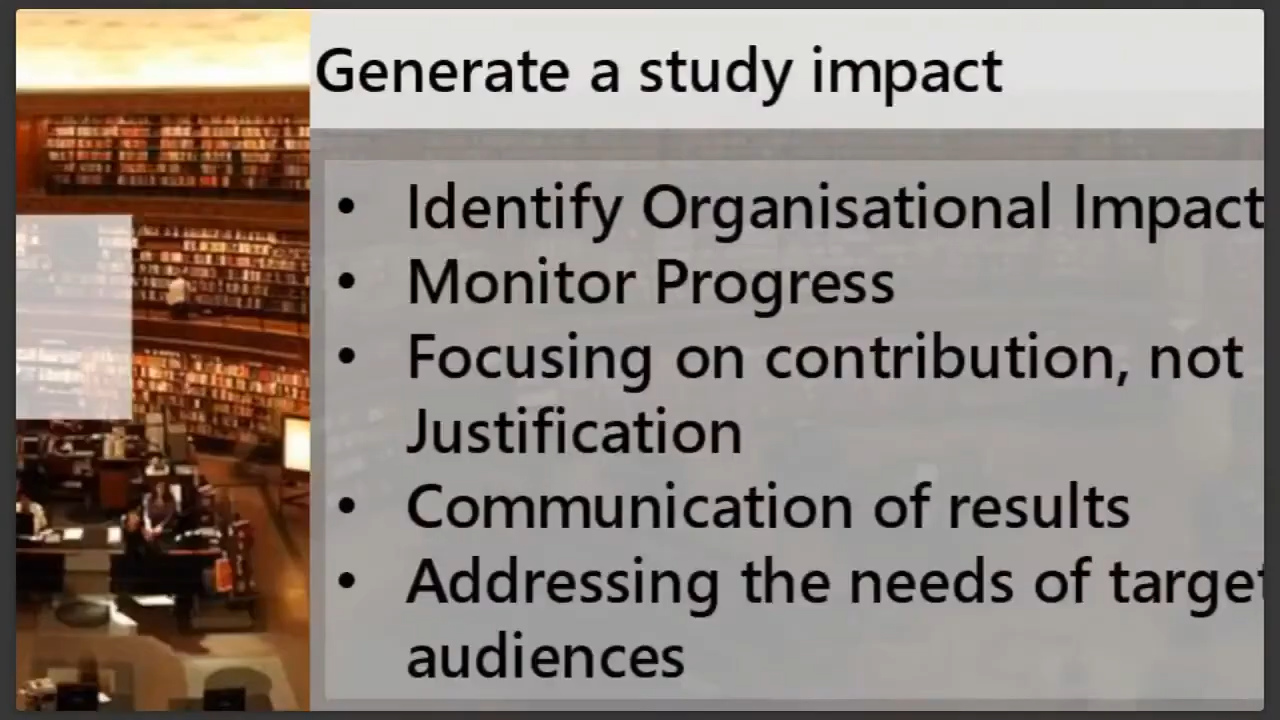 Generate a study impact
• Identify Organisational Impact
• Monitor Progress
• Focusing on contribution, not
Justification
• Communication of results
• Addressing the needs of target
audiences